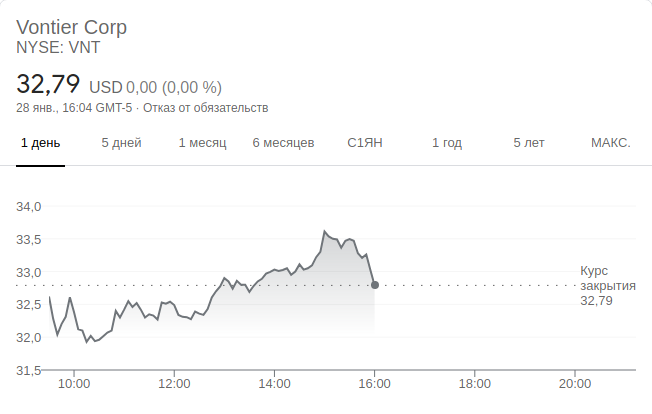 Vontier Corp
NYSE: VNT
32,79 USD 0,00 (0,00 %)
28 янв., 16:04 GMT-5 · Отказ от обязательств
1 день 5 дней 1 месяц 6 месяцев С1ЯН 1 год 5 лет МАКС.
34,0
33,5
33,0
32,5
32,0
31,5
Курс
закрытия
32,79
10:00 12:00 14:00 16:00 18:00 20:00